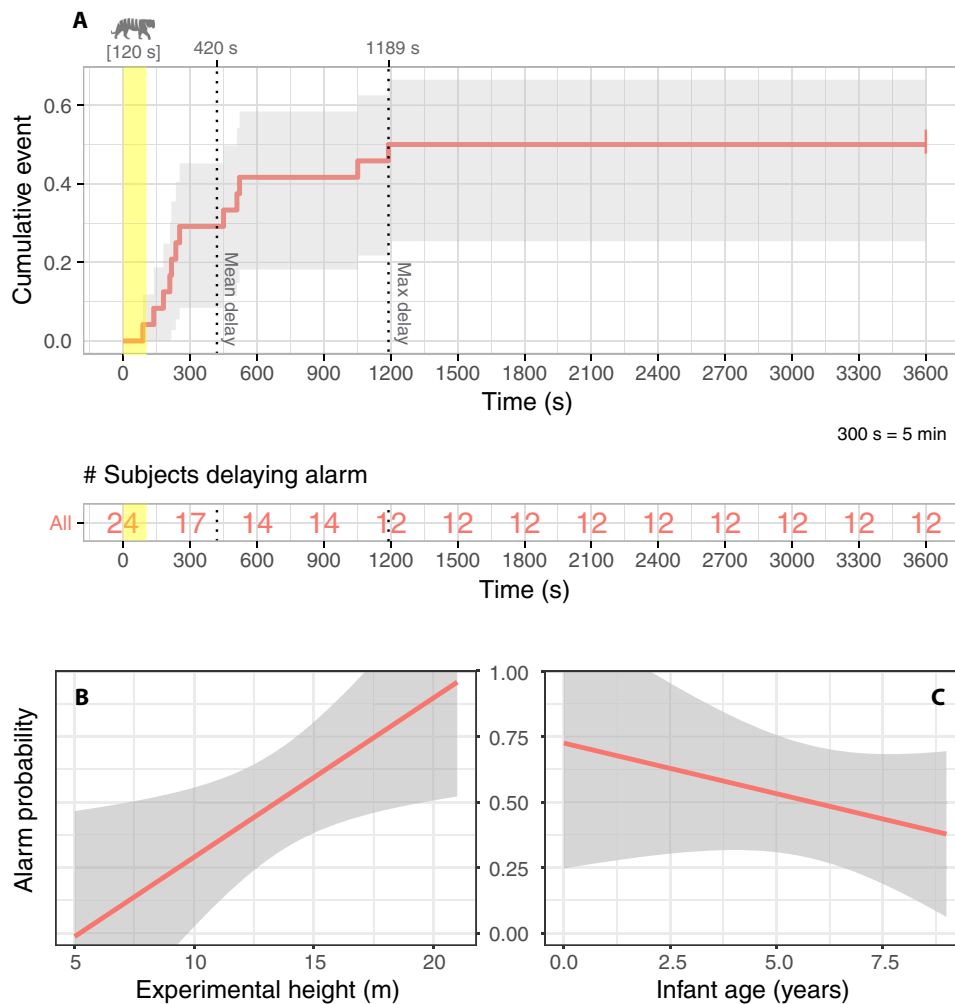 A
[120 s]
420 s
1189 s
Cumulative event
0.6
0.4
0.2
0.0
Mean delay
Max delay
0 300 600 900 1200 1500 1800 2100 2400 2700 3000 3300 3600
Time (s)
300 s = 5 min
# Subjects delaying alarm
All 24 17 14 14 12 12 12 12 12 12 12 12 12
0 300 600 900 1200 1500 1800 2100 2400 2700 3000 3300 3600
Time (s)
Alarm probability
B
5 10 15 20
Experimental height (m)
1.00
0.75
0.50
0.25
0.00
C
0.0 2.5 5.0 7.5
Infant age (years)